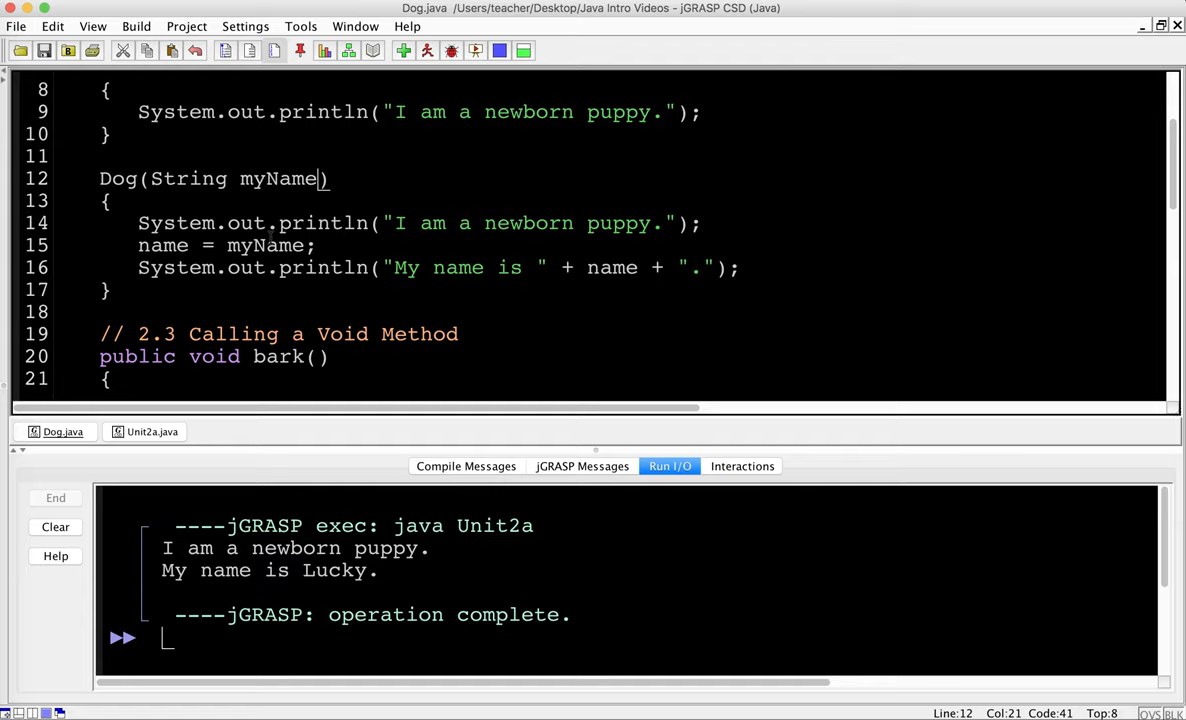 Dog.java /Users/teacher/Desktop/Java Intro Videos - jGRASP CSD (Java)
File Edit View Build Project Settings Tools Window Help
8 {
9 System.out.println("I am a newborn puppy.");
10 }
11
12 Dog(String myName)
13 {
14 System.out.println("I am a newborn puppy.");
15 name = myName;
16 System.out.println("My name is " + name + ".");
17 }
18
19 // 2.3 Calling a Void Method
20 public void bark()
21 {
Dog.java Unit2a.java
Compile Messages jGRASP Messages Run I/O Interactions
End
Clear
Help
----jGRASP exec: java Unit2a
I am a newborn puppy.
My name is Lucky.
----jGRASP: operation complete.
Line:12 Col:21 Code:41 Top:8 OVS BLK